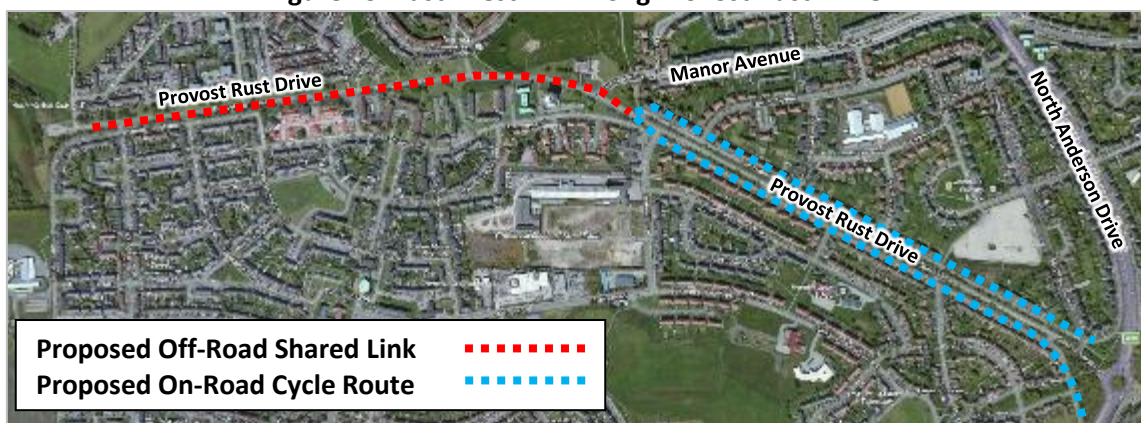 Provost Rust Drive
Manor Avenue
North Anderson Drive
Provost Rust Drive
Proposed Off-Road Shared Link
Proposed On-Road Cycle Route